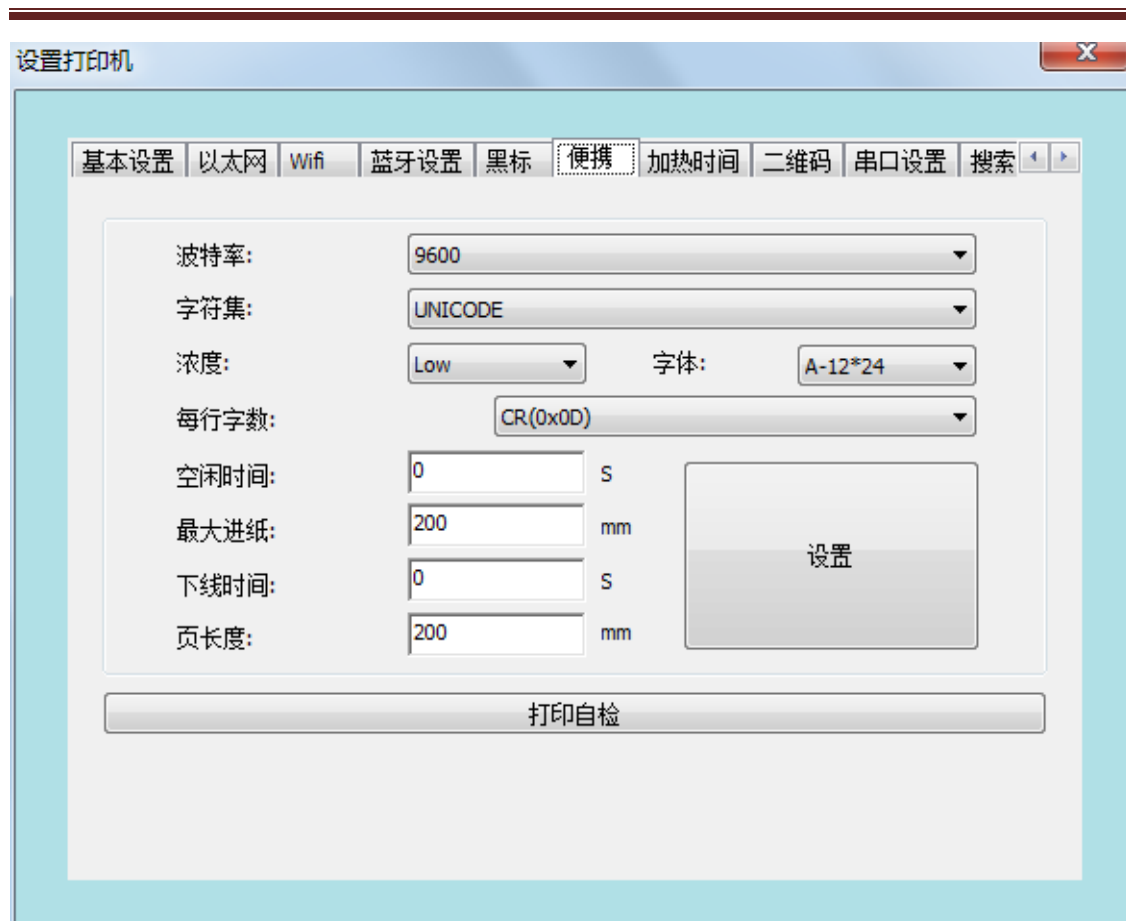 设置打印机
基本设置 以太网 Wifi 蓝牙设置 黑标 便携 加热时间 二维码 串口设置 搜索
波特率: 9600
字符集: UNICODE
浓度: Low 字体: A-12*24
每行字数: CR(0x0D)
空闲时间: 0 S
最大进纸: 200 mm
设置
下线时间: 0 S
页长度: 200 mm
打印自检